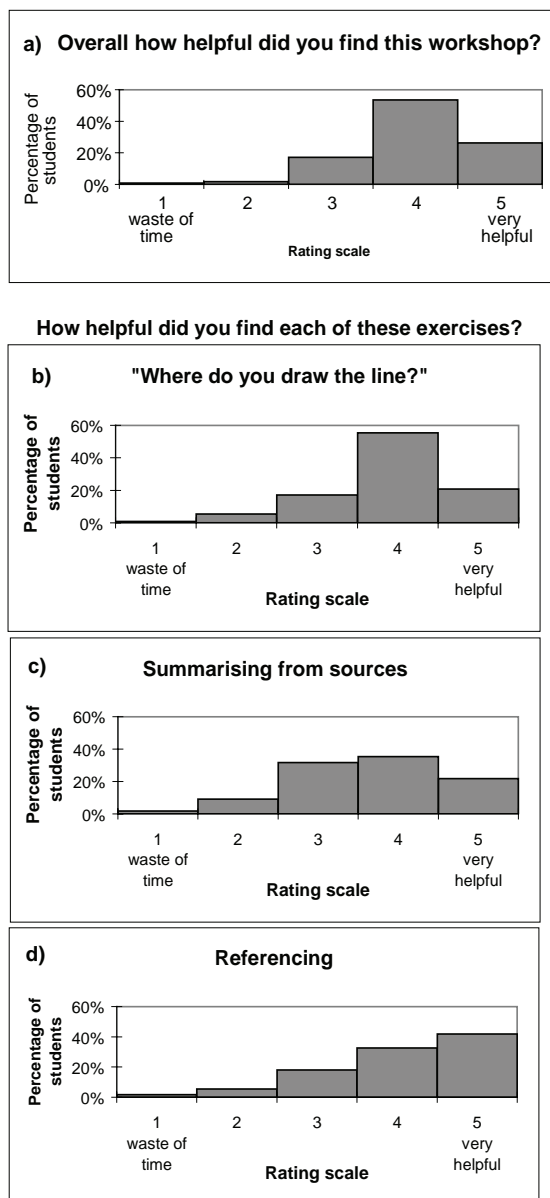 a) Overall how helpful did you find this workshop?
Percentage of
students
60%
40%
20%
0%
1 2 3 4 5
waste of very
time helpful
Rating scale
How helpful did you find each of these exercises?
b) "Where do you draw the line?"
Percentage of
students
60%
40%
20%
0%
1 2 3 4 5
waste of very
time helpful
Rating scale
c) Summarising from sources
Percentage of
students
60%
40%
20%
0%
1 2 3 4 5
waste of very
time helpful
Rating scale
d) Referencing
Percentage of
students
60%
40%
20%
0%
1 2 3 4 5
waste of very
time helpful
Rating scale